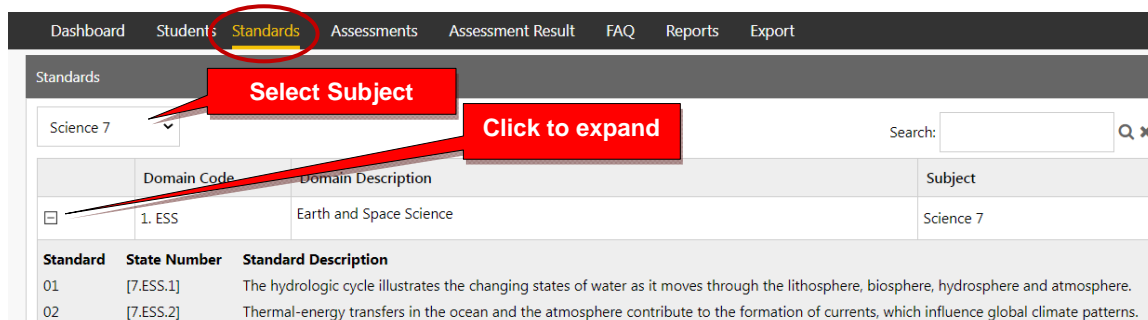 Dashboard Students Standards Assessments Assessment Result FAQ Reports Export
Standards
Select Subject
Science 7
Click to expand
Search:
Domain Code Domain Description Subject
1. ESS Earth and Space Science Science 7
Standard State Number Standard Description
01 [7.ESS.1] The hydrologic cycle illustrates the changing states of water as it moves through the lithosphere, biosphere, hydrosphere and atmosphere.
02 [7.ESS.2] Thermal-energy transfers in the ocean and the atmosphere contribute to the formation of currents, which influence global climate patterns.